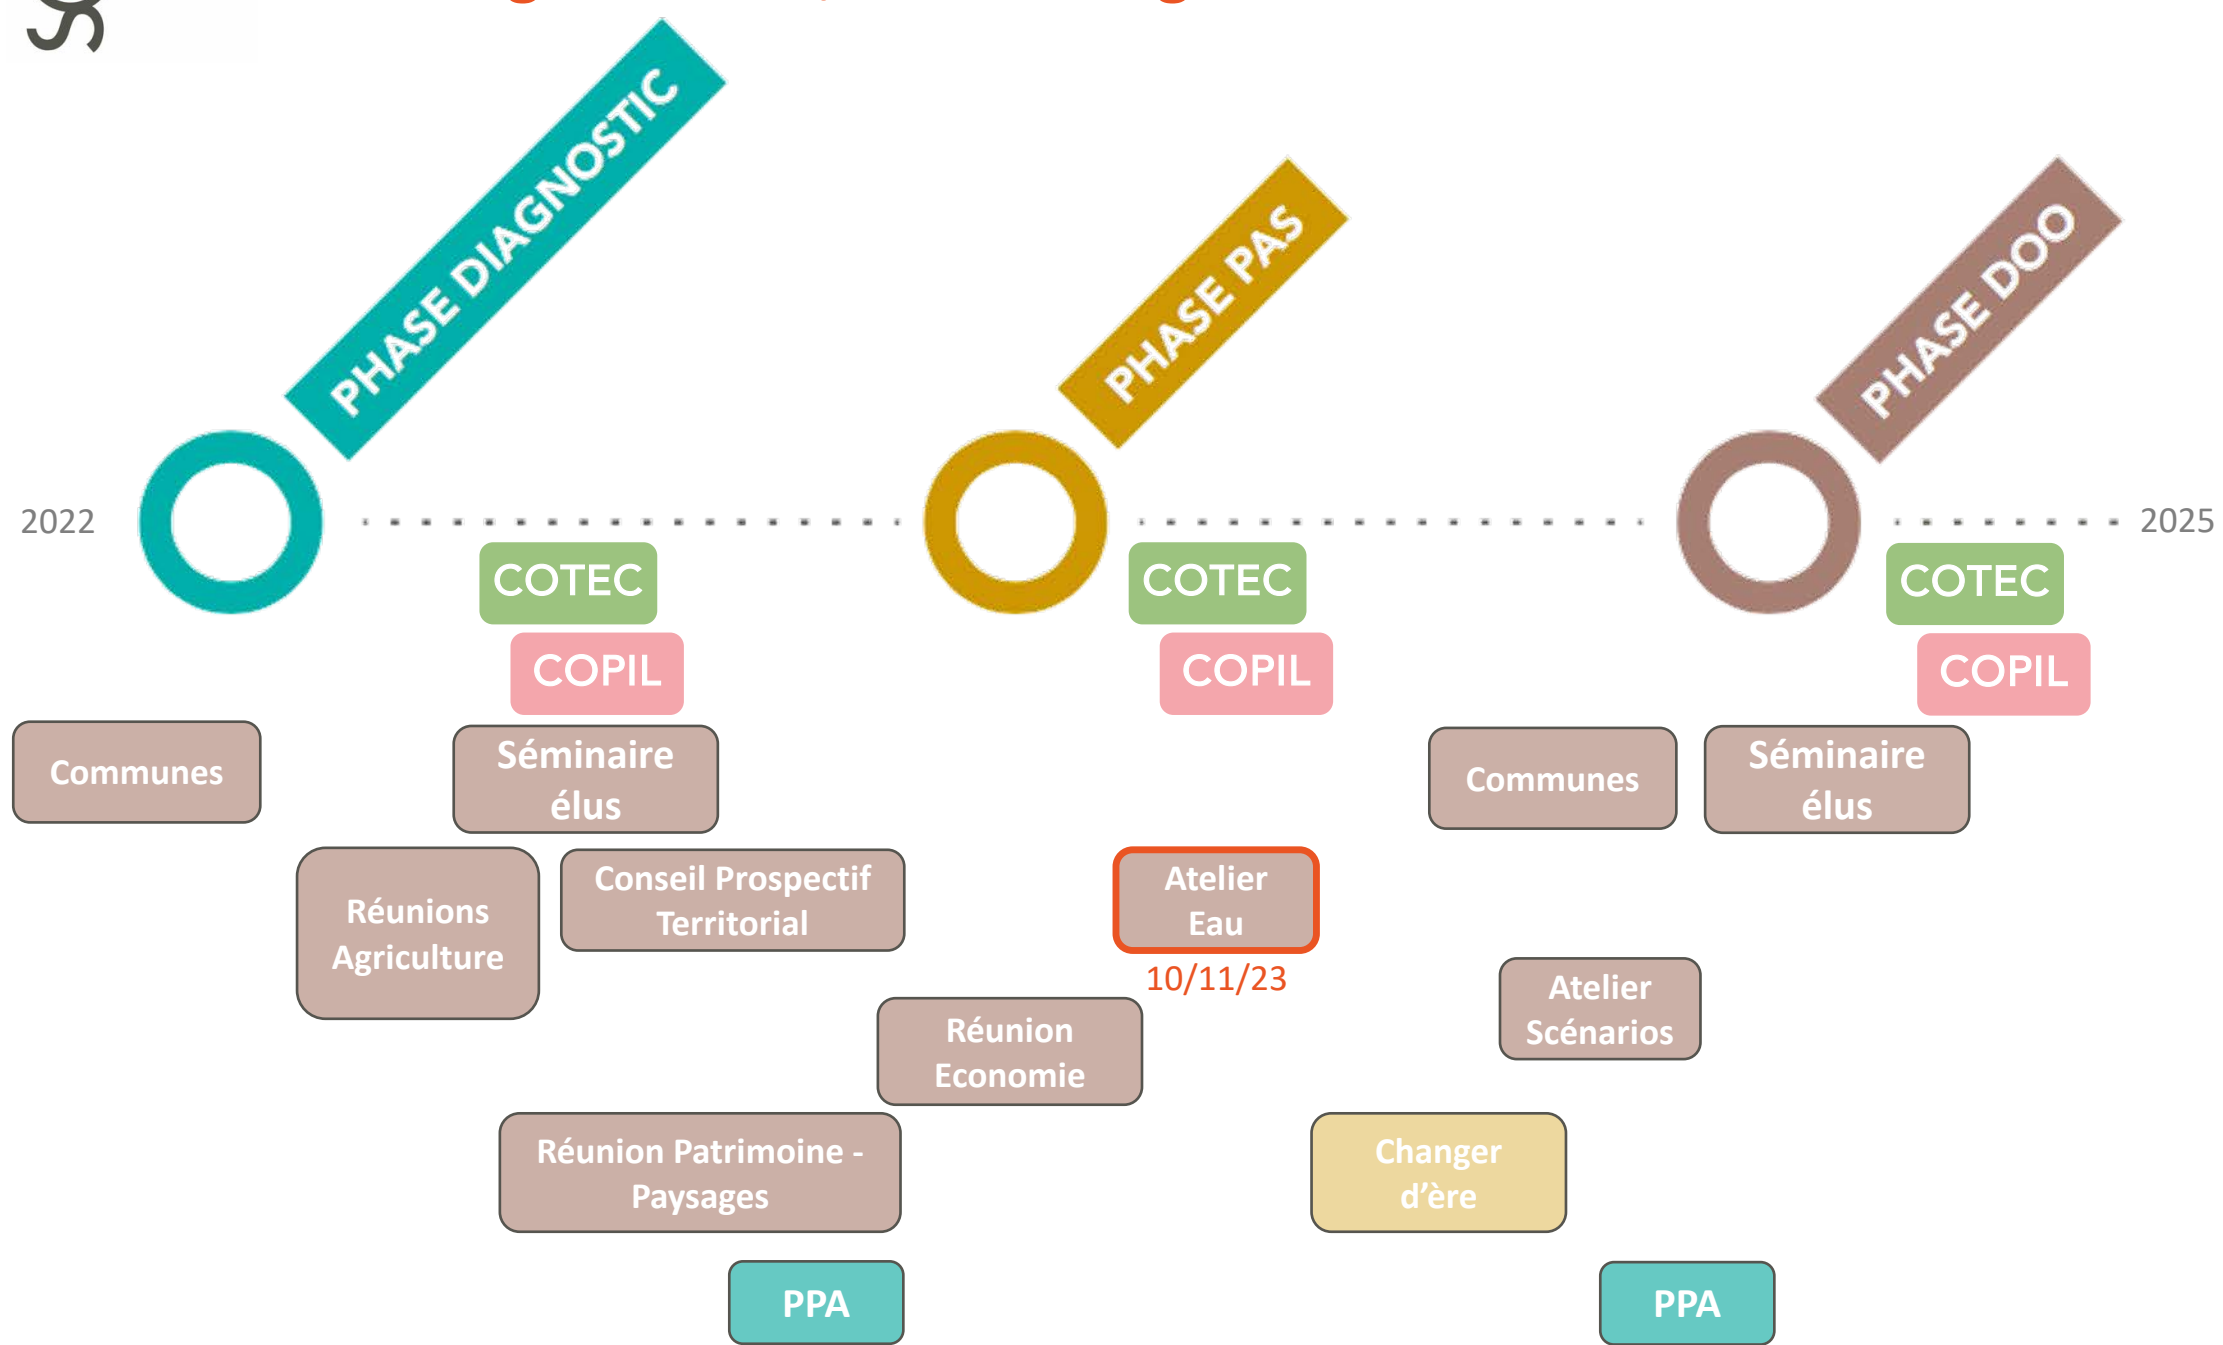 PHASE DIAGNOSTIC
PHASE PAS
PHASE DOO
2022
2025
COTEC
COTEC
COTEC
COPIL
COPIL
COPIL
Communes
Séminaire
élus
Communes
Séminaire
élus
Réunions
Agriculture
Conseil Prospectif
Territorial
Atelier
Eau
10/11/23
Atelier
Scénarios
Réunion
Economie
Réunion Patrimoine -
Paysages
Changer
d’ère
PPA
PPA